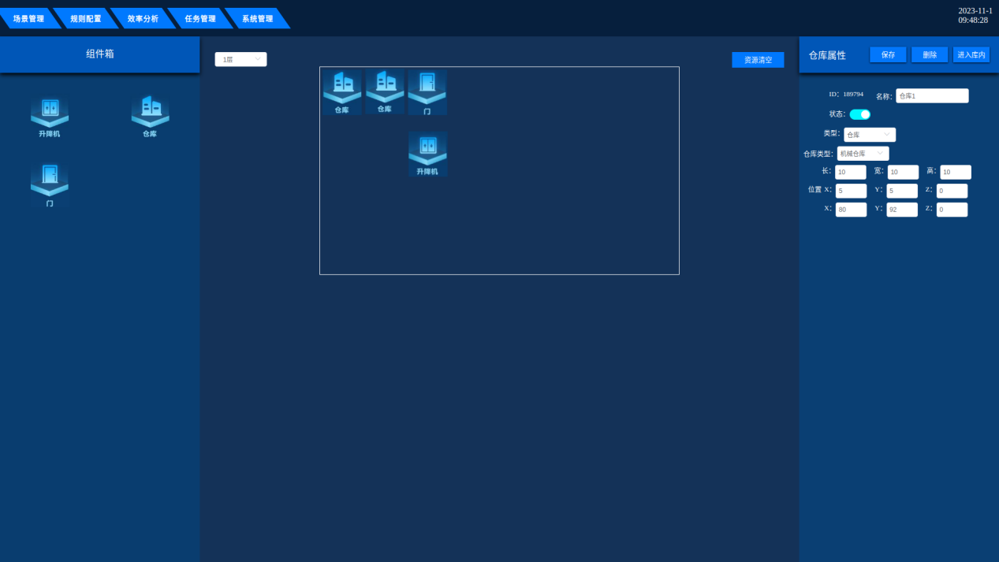 场景管理 规则配置 效率分析 任务管理 系统管理
2023-11-1
09:48:28
组件箱
升降机 仓库
门
1层
资源清空
仓库 仓库 门
升降机
仓库属性 保存 删除 进入库内
ID: 189794 名称: 仓库1
状态:
类型: 仓库
仓库类型: 机械仓库
长: 10 宽: 10 高: 10
位置 X: 5 Y: 5 Z: 0
X: 80 Y: 92 Z: 0